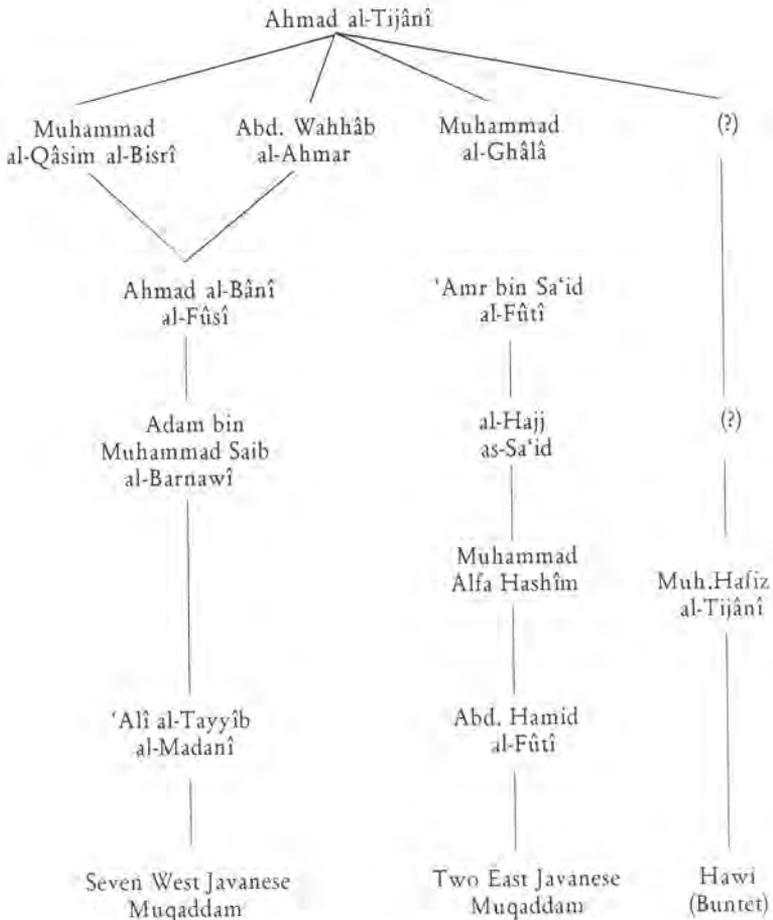 Ahmad al-Tijânî
Muhammad
al-Qâsim al-Bisrî
Abd. Wahhâb
al-Ahmar
Muhammad
al-Ghâlâ
(?)
Ahmad al-Bânî
al-Fûsî
'Amr bin Sa‘id
al-Fûtî
Adam bin
Muhammad Saib
al-Barnawî
al-Hajj
as-Sa‘id
(?)
Muhammad
Alfa Hashîm
Muh.Hafiz
al-Tijânî
‘Alî al-Tayyîb
al-Madanî
Abd. Hamid
al-Fûtî
Seven West Javanese
Muqaddam
Two East Javanese
Muqaddam
Hawi
(Buntet)